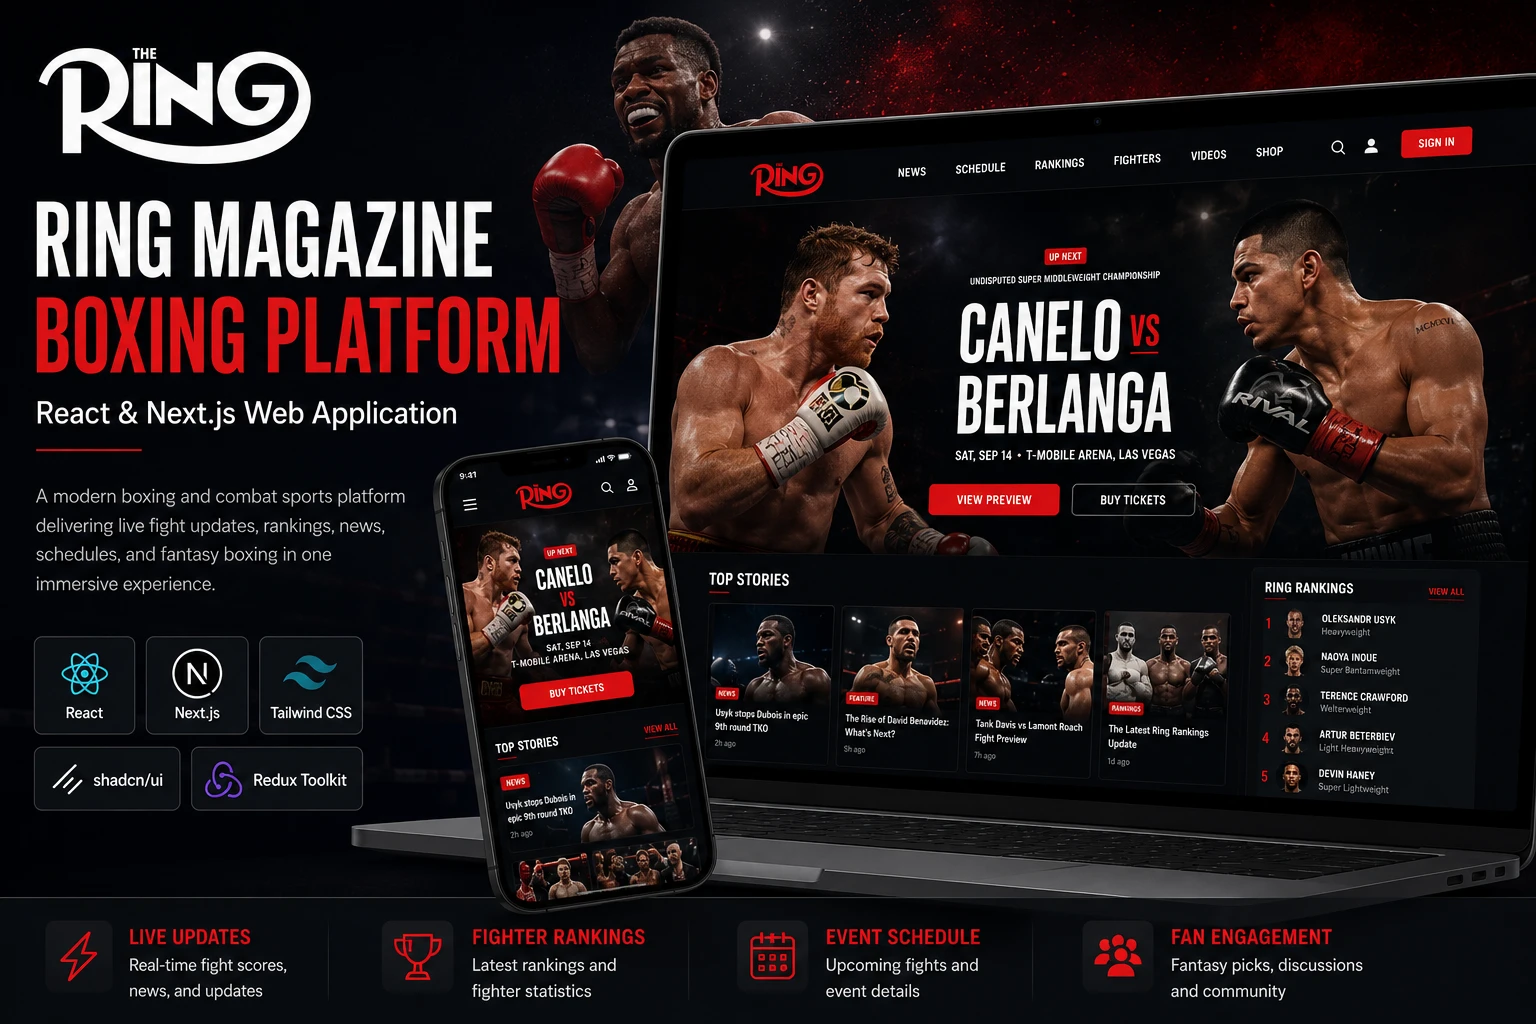 THE
RING
RING MAGAZINE
BOXING PLATFORM
React & Next.js Web Application
A modern boxing and combat sports platform
delivering live fight updates, rankings, news,
schedules, and fantasy boxing in one
immersive experience.
React
Next.js
Tailwind CSS
shadcn/ui
Redux Toolkit
9:41
RING
UP NEXT
CANELO
VS
BERLANGA
SAT, SEP 14
T-MOBILE ARENA, LAS VEGAS
BUY TICKETS
TOP STORIES
VIEW ALL
NEWS
Usyk stops Dubois in
epic 9th round TKO
2h ago
THE
RING
NEWS
SCHEDULE
RANKINGS
FIGHTERS
VIDEOS
SHOP
SIGN IN
UP NEXT
UNDISPUTED SUPER MIDDLEWEIGHT CHAMPIONSHIP
CANELO VS
BERLANGA
SAT, SEP 14 • T-MOBILE ARENA, LAS VEGAS
VIEW PREVIEW
BUY TICKETS
RIVAL
TOP STORIES
NEWS
Usyk stops Dubois in epic
9th round TKO
2h ago
FEATURE
The Rise of David Benavidez:
What's Next?
5h ago
NEWS
Tank Davis vs Lamont Roach
Fight Preview
7h ago
RANKINGS
The Latest Ring Rankings
Update
1d ago
RING RANKINGS
VIEW ALL
1
OLEKSANDR USYK
Heavyweight
2
NAOYA INOUE
Super Bantamweight
3
TERENCE CRAWFORD
Welterweight
4
ARTUR BETERBIEV
Light Heavyweight
5
DEVIN HANEY
Super Lightweight
LIVE UPDATES
Real-time fight scores,
news, and updates
FIGHTER RANKINGS
Latest rankings and
fighter statistics
EVENT SCHEDULE
Upcoming fights and
event details
FAN ENGAGEMENT
Fantasy picks, discussions
and community